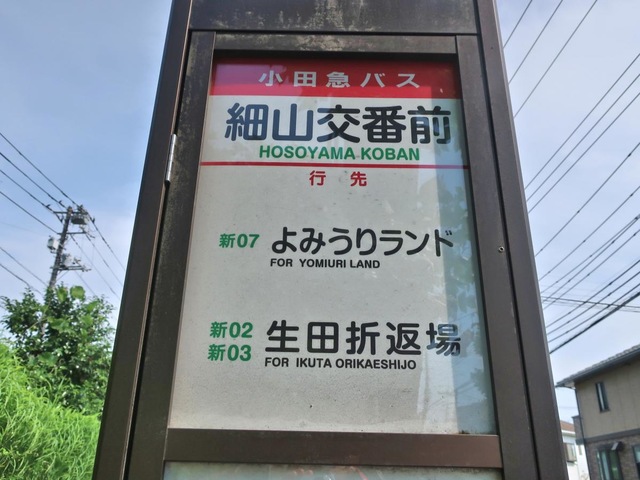 小田急バス
細山交番前
HOSOYAMA KOBAN
行先
新07 よみうりランド
FOR YOMIURI LAND
新02 生田折返場
新03
FOR IKUTA ORIKAESHIJO